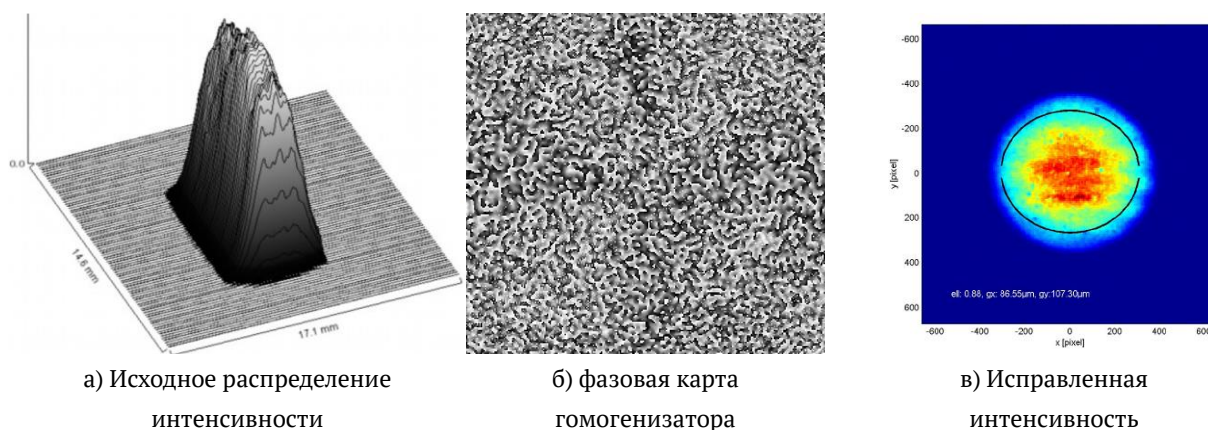 0.0
14.6 mm
17.1 mm
-600
-400
-200
0
200
400
600
y [pixel]
ell: 0.88, gx: 86.55µm, gy:107.30µm
-600 -400 -200 0 200 400 600
x [pixel]
а) Исходное распределение
интенсивности
б) фазовая карта
гомогенизатора
в) Исправленная
интенсивность